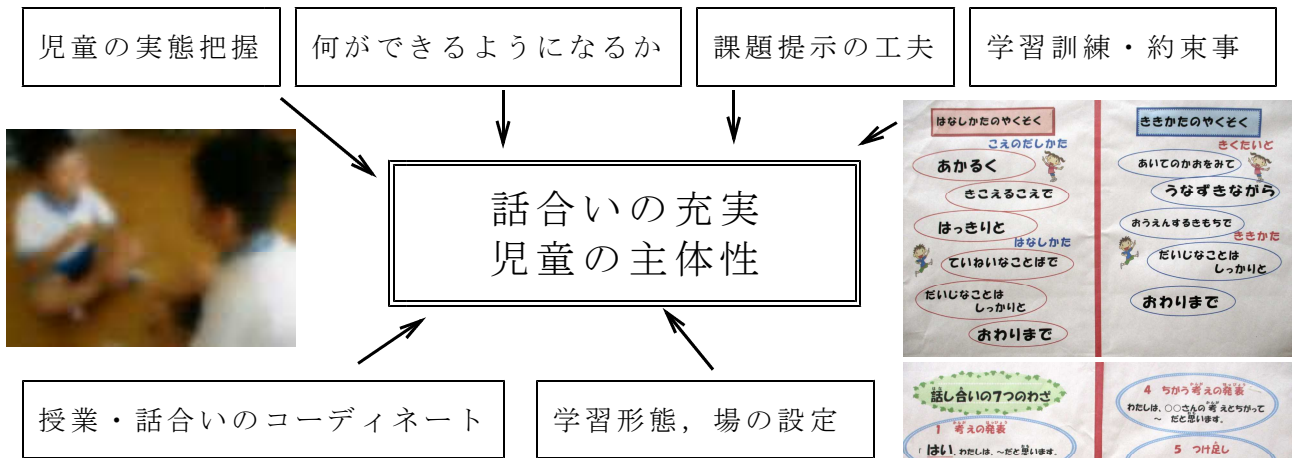 児童の実態把握
何ができるようになるか
課題提示の工夫
学習訓練・約束事
話合いの充実
児童の主体性
はなしかたのやくそく
こえのだしかた
あかるく
きこえるこえで
はっきりと
はなしかた
ていねいなことばで
だいじなことは
しっかりと
おわりまで
ききかたのやくそく
きくたいど
あいてのかおをみて
うなずきながら
おうえんするきもちで
ききかた
だいじなことは
しっかりと
おわりまで
授業・話合いのコーディネート
学習形態,場の設定
話し合いの7つのわざ
1 考えの発表
「はい、わたしは、~だと思います。
4 ちがう考えの発表
わたしは、○○さんの考えとちがって
~ だと思います。
5 つけ足し